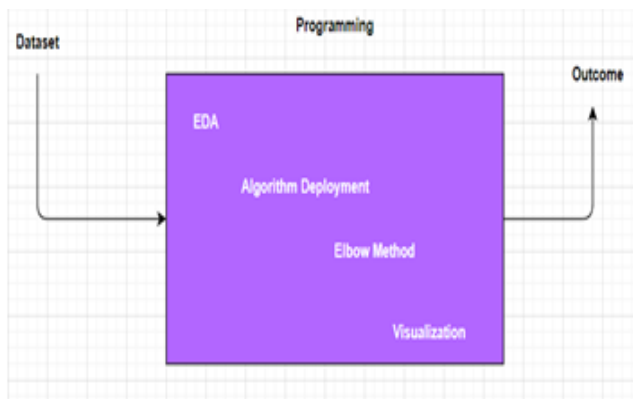 Programming
Dataset
Outcome
EDA
Algorithm Deployment
Elbow Method
Visualization